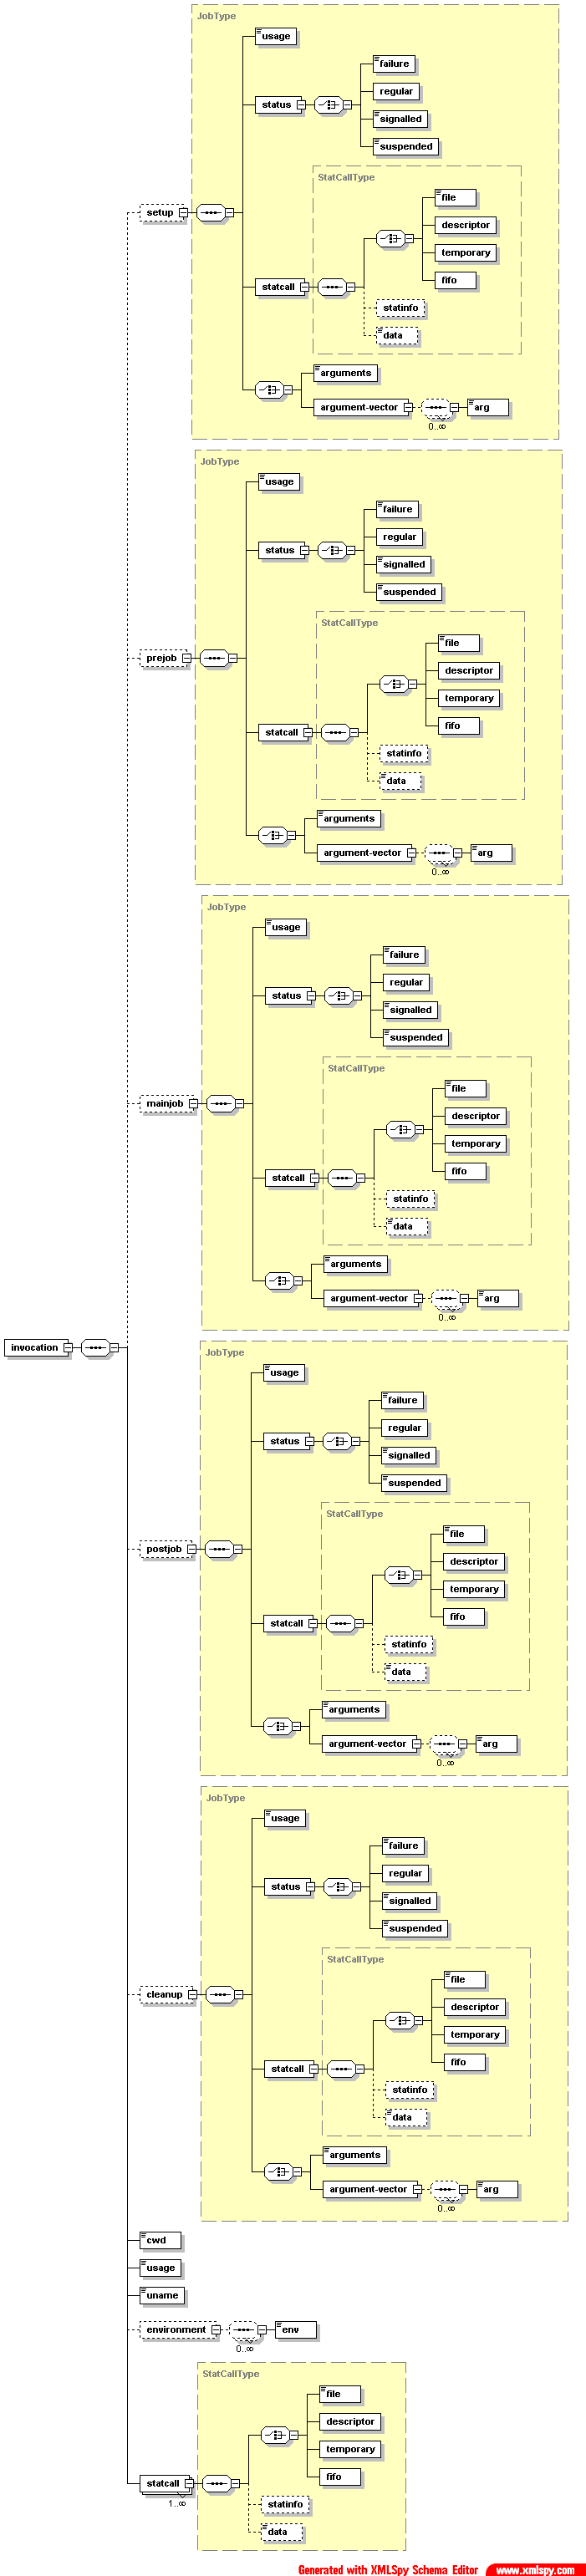 JobType
usage
failure
status
regular
signalled
suspended
StatCallType
file
setup
descriptor
temporary
fifo
statcall
statinfo
data
arguments
argument-vector
arg
0..∞
JobType
usage
failure
regular
status
signalled
suspended
StatCallType
file
prejob
descriptor
temporary
fifo
statcall
statinfo
data
arguments
argument-vector
arg
0..∞
JobType
usage
failure
regular
status
signalled
suspended
StatCallType
file
mainjob
descriptor
temporary
fifo
statcall
statinfo
data
arguments
argument-vector
arg
0..∞
invocation
JobType
usage
failure
regular
status
signalled
suspended
StatCallType
file
postjob
descriptor
temporary
fifo
statcall
statinfo
data
arguments
argument-vector
arg
0..∞
JobType
usage
failure
regular
status
signalled
suspended
StatCallType
file
cleanup
descriptor
temporary
fifo
statcall
statinfo
data
arguments
argument-vector
arg
0..∞
cwd
usage
uname
environment
env
0..∞
StatCallType
file
descriptor
temporary
fifo
statcall
1..∞
statinfo
data
Generated with XMLSpy Schema Editor www.xmlspy.com